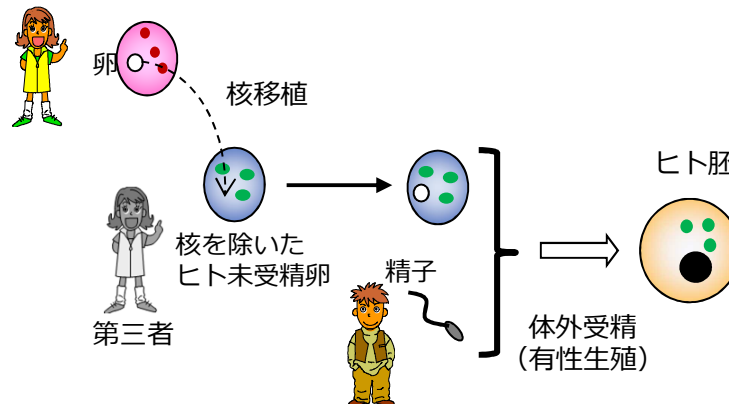 卵
核移植
ヒト胚
核を除いた
ヒト未受精卵
精子
第三者
体外受精
(有性生殖)